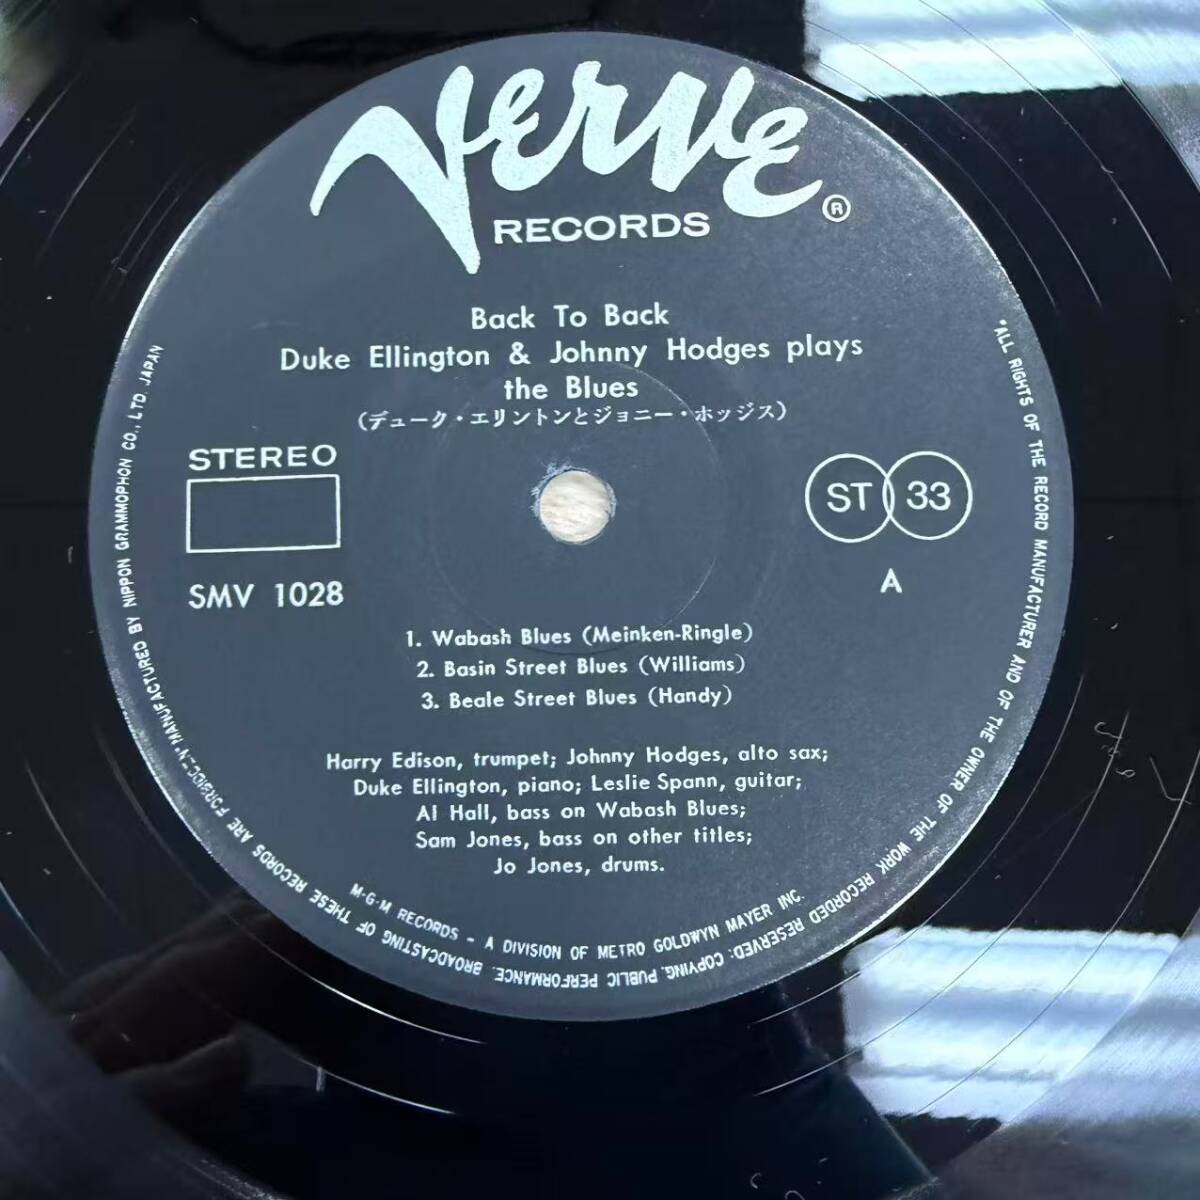 Verve ®
RECORDS
Back To Back
Duke Ellington & Johnny Hodges plays
the Blues
(デューク・エリントンとジョニー・ホッジス)
STEREO
SMV 1028
ST 33
A
1. Wabash Blues (Meinken-Ringle)
2. Basin Street Blues (Williams)
3. Beale Street Blues (Handy)
Harry Edison, trumpet; Johnny Hodges, alto sax;
Duke Ellington, piano; Leslie Spann, guitar;
Al Hall, bass on Wabash Blues;
Sam Jones, bass on other titles;
Jo Jones, drums.
M·G·M RECORDS - A DIVISION OF METRO GOLDWYN MAYER INC.
"ALL RIGHTS OF THE RECORD MANUFACTURER AND OF THE OWNER OF THE WORK RECORDED RESERVED: COPYING. PUBLIC PERFORMANCE. BROADCASTING OF THESE RECORDS ARE FORBIDDEN" MANUFACTURED BY NIPPON GRAMMOPHON CO., LTD. JAPAN